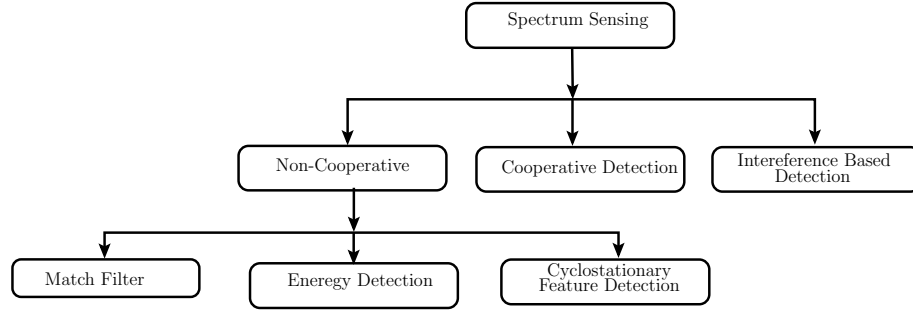 Spectrum Sensing
Non-Cooperative
Cooperative Detection
Intereference Based
Detection
Match Filter
Eneregy Detection
Cyclostationary
Feature Detection